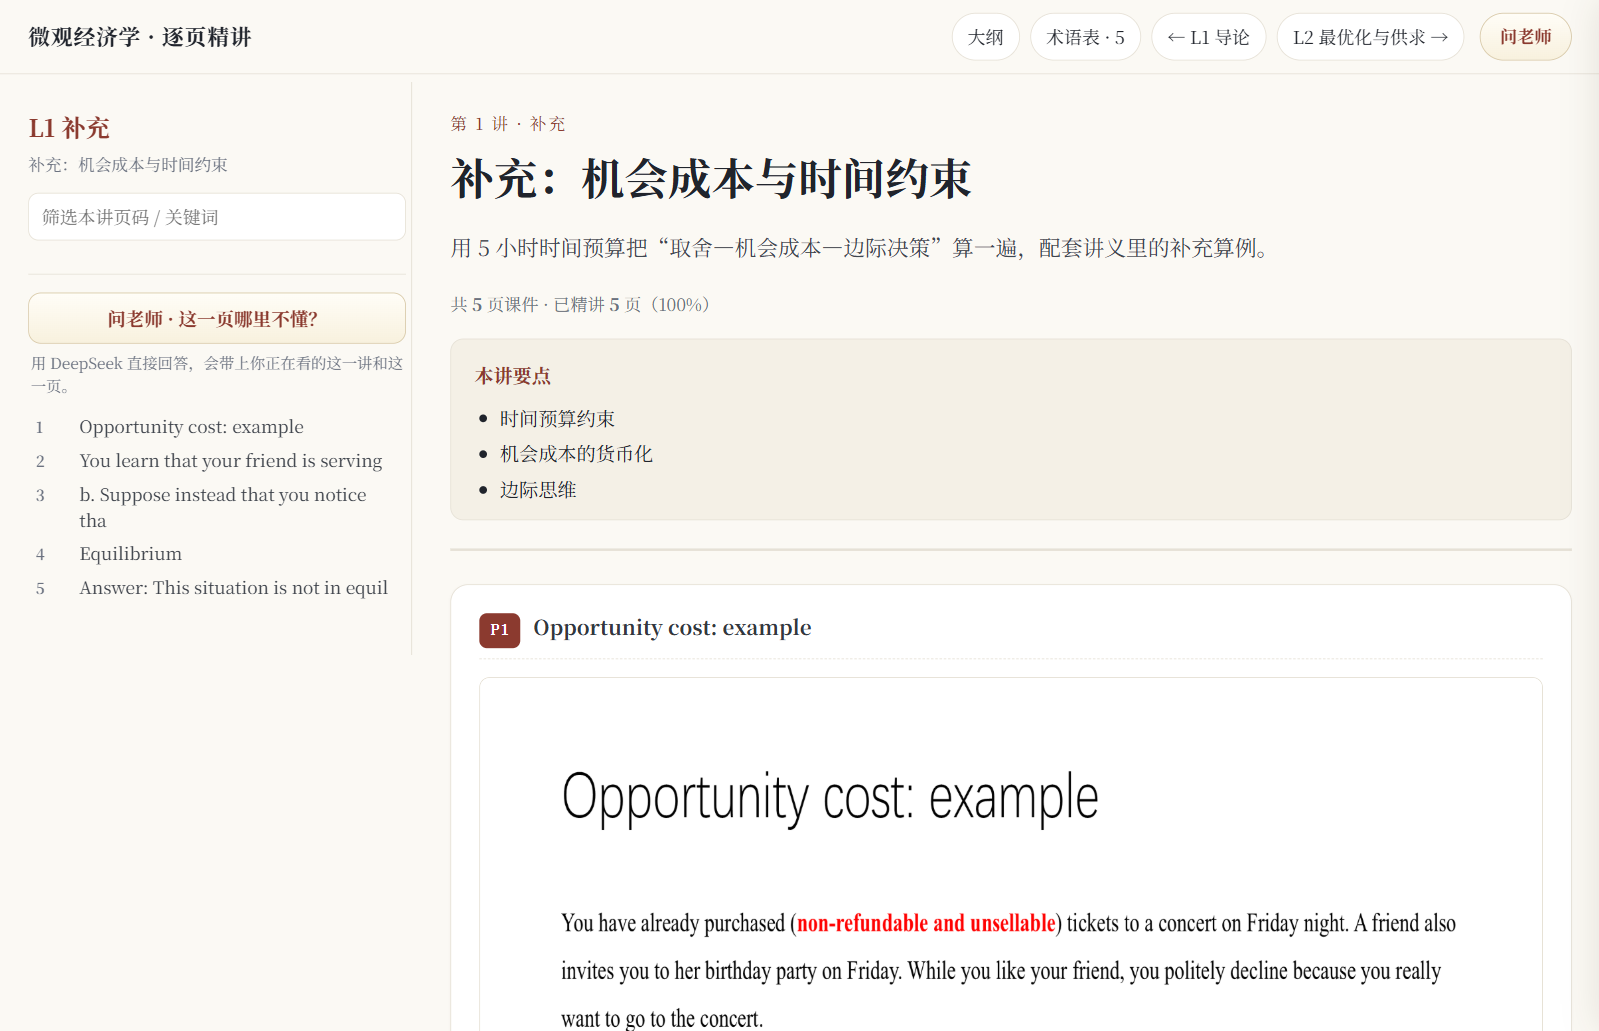 微观经济学 · 逐页精讲
大纲
术语表 · 5
← L1 导论
L2 最优化与供求 →
问老师
L1 补充
补充：机会成本与时间约束
筛选本讲页码 / 关键词
问老师 · 这一页哪里不懂？
用 DeepSeek 直接回答，会带上你正在看的这一讲和这
一页。
1 Opportunity cost: example
2 You learn that your friend is serving
3 b. Suppose instead that you notice
tha
4 Equilibrium
5 Answer: This situation is not in equil
第 1 讲 · 补充
补充：机会成本与时间约束
用 5 小时时间预算把“取舍—机会成本—边际决策”算一遍，配套讲义里的补充算例。
共 5 页课件 · 已精讲 5 页（100%）
本讲要点
• 时间预算约束
• 机会成本的货币化
• 边际思维
P1 Opportunity cost: example
Opportunity cost: example
You have already purchased (non-refundable and unsellable) tickets to a concert on Friday night. A friend also
invites you to her birthday party on Friday. While you like your friend, you politely decline because you really
want to go to the concert.